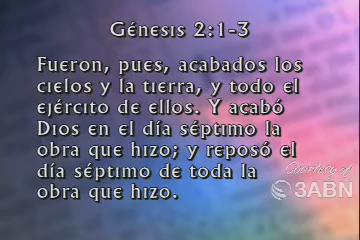 Génesis 2:1-3
Fueron, pues, acabados los
cielos y la tierra, y todo el
ejército de ellos. Y acabó
Dios en el día séptimo la
obra que hizo; y reposó el
día séptimo de toda la
obra que hizo.
Courtesy of
3ABN